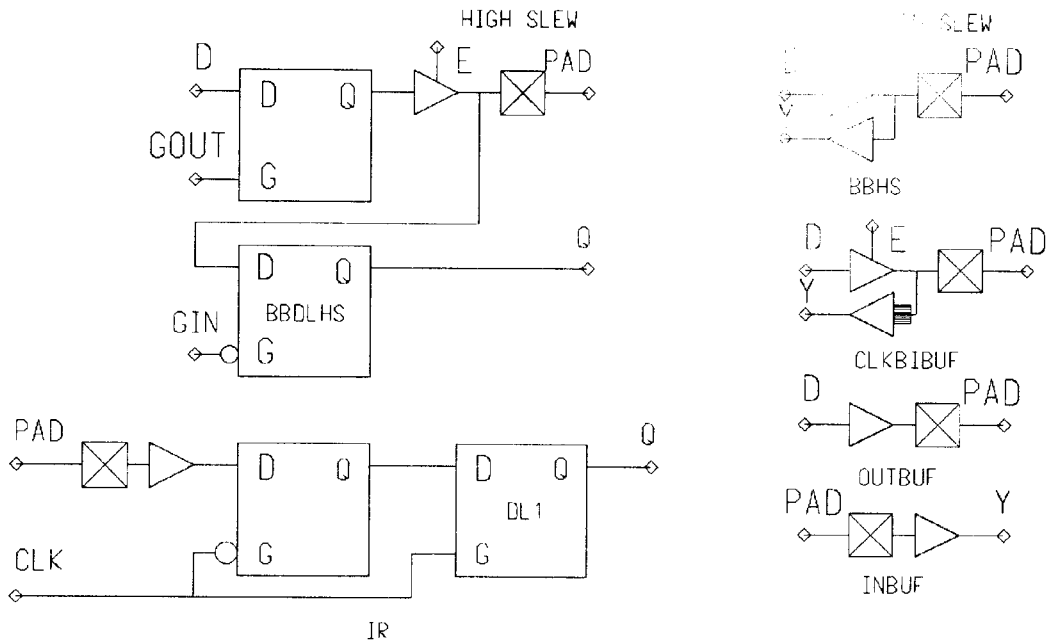 HIGH SLEW
D
E
PAD
D Q
GOUT
G
Q
D Q
BBDLHS
GIN
G
PAD
Q
D Q
D Q
DL1
CLK
G
G
IR
SLEW
PAD
Y
BBHS
D
E
PAD
Y
CLKBIBUF
D
PAD
OUTBUF
PAD
Y
INBUF